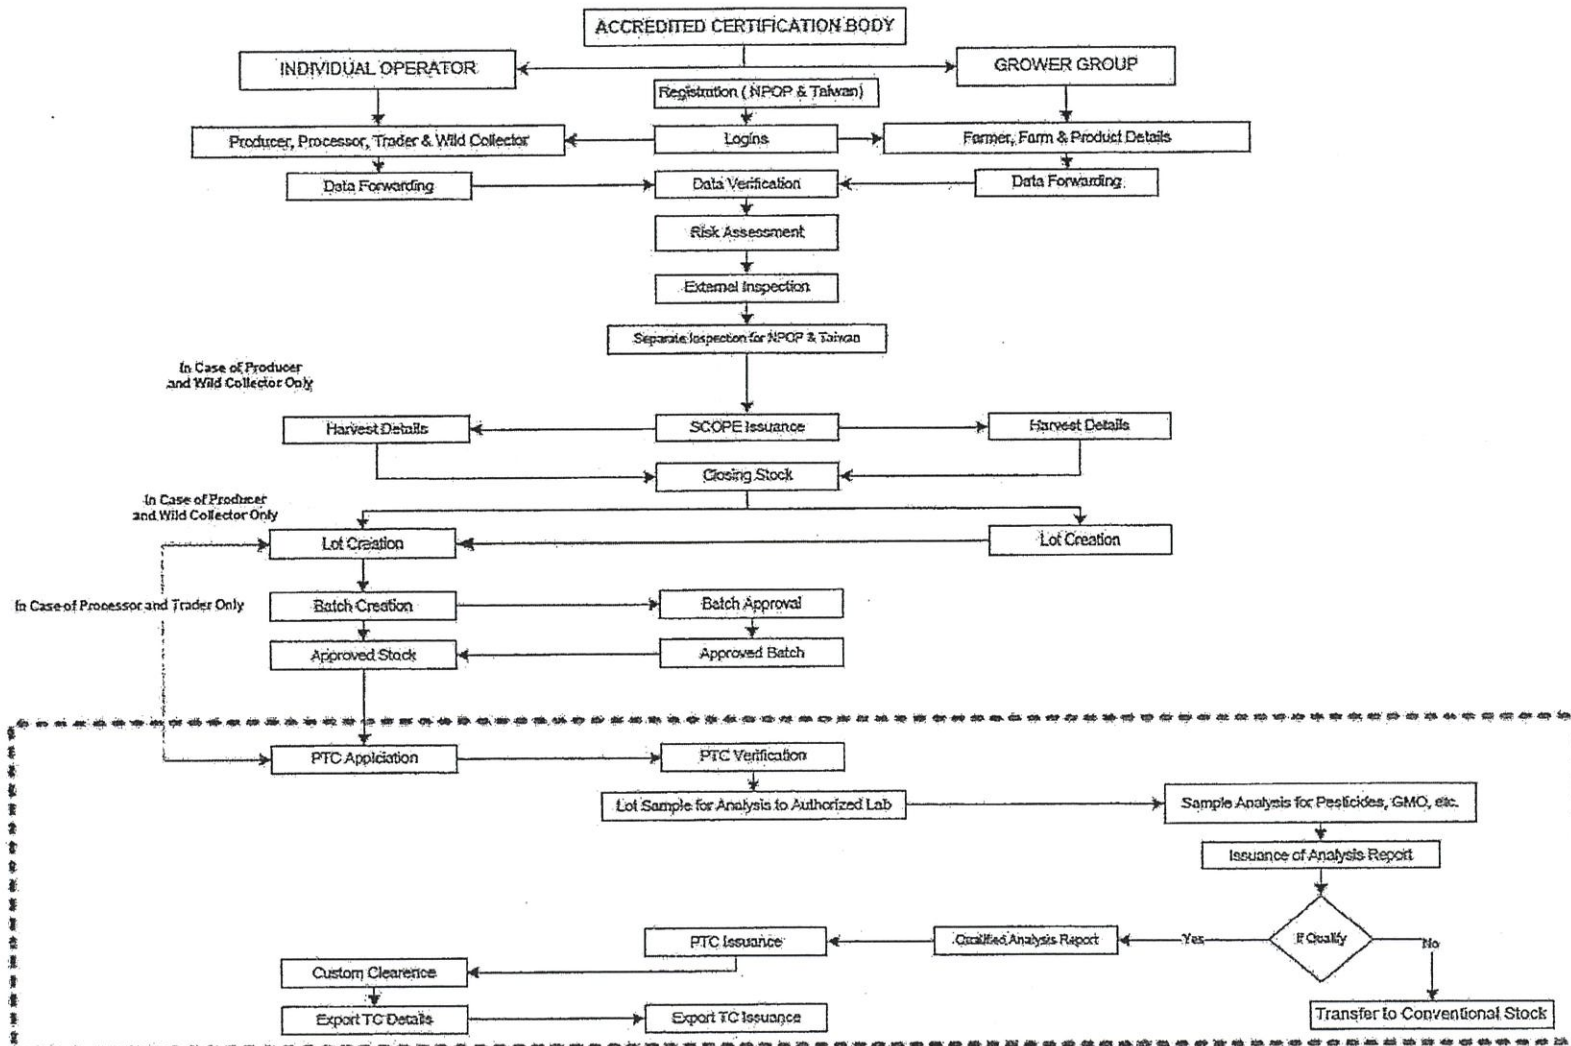 ACCREDITED CERTIFICATION BODY
INDIVIDUAL OPERATOR
GROWER GROUP
Registration ( NPOP & Taiwan)
Producer, Processor, Trader & Wild Collector
Logins
Farmer, Farm & Product Details
Data Forwarding
Data Verification
Data Forwarding
Risk Assessment
External Inspection
Separate Inspection for NPOP & Taiwan
In Case of Producer
and Wild Collector Only
Harvest Details
SCOPE Issuance
Harvest Details
Closing Stock
In Case of Producer
and Wild Collector Only
Lot Creation
Lot Creation
In Case of Processor and Trader Only
Batch Creation
Batch Approval
Approved Stock
Approved Batch
PTC Appiciation
PTC Verification
Lot Sample for Analysis to Authorized Lab
Sample Analysis for Pesticides, GMO, etc.
Issuance of Analysis Report
PTC Issuance
Qualified Analysis Report
Yes
If Qualify
No
Custom Clearence
Export TC Details
Export TC Issuance
Transfer to Conventional Stock